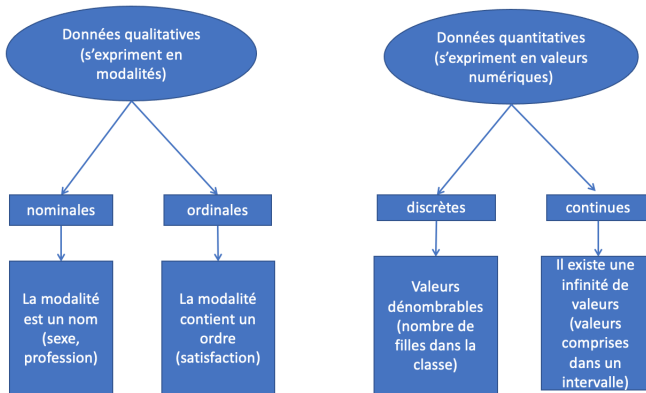 Données qualitatives
(s'expriment en
modalités)
Données quantitatives
(s'expriment en valeurs
numériques)
nominales
ordinales
discrètes
continues
La modalité
est un nom
(sexe,
profession)
La modalité
contient un
ordre
(satisfaction)
Valeurs
dénombrables
(nombre de
filles dans la
classe)
Il existe une
infinité de
valeurs
(valeurs
comprises
dans un
intervalle)